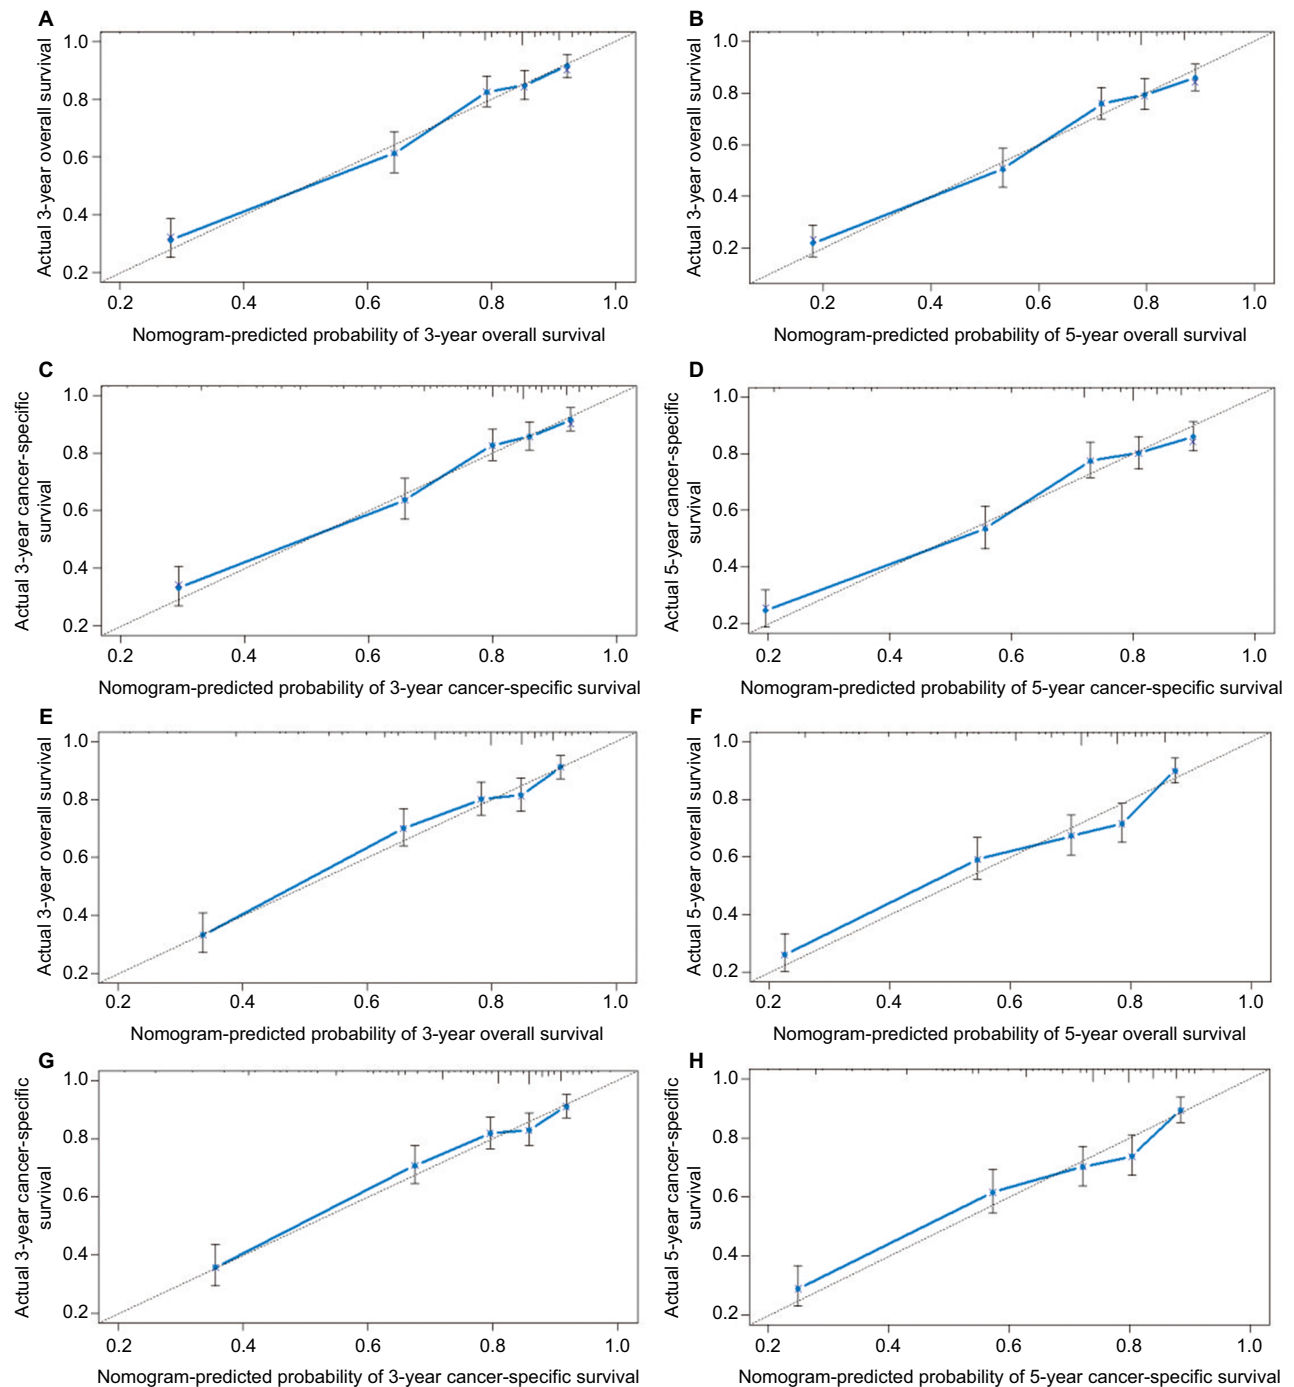 A
1.0
0.8
0.6
0.4
0.2
Actual 3-year overall survival
0.2 0.4 0.6 0.8 1.0
Nomogram-predicted probability of 3-year overall survival
B
1.0
0.8
0.6
0.4
0.2
Actual 3-year overall survival
0.2 0.4 0.6 0.8 1.0
Nomogram-predicted probability of 5-year overall survival
C
1.0
0.8
0.6
0.4
0.2
Actual 3-year cancer-specific
survival
0.2 0.4 0.6 0.8 1.0
Nomogram-predicted probability of 3-year cancer-specific survival
D
1.0
0.8
0.6
0.4
0.2
Actual 5-year cancer-specific
survival
0.2 0.4 0.6 0.8 1.0
Nomogram-predicted probability of 5-year cancer-specific survival
E
1.0
0.8
0.6
0.4
0.2
Actual 3-year overall survival
0.2 0.4 0.6 0.8 1.0
Nomogram-predicted probability of 3-year overall survival
F
1.0
0.8
0.6
0.4
0.2
Actual 5-year overall survival
0.2 0.4 0.6 0.8 1.0
Nomogram-predicted probability of 5-year overall survival
G
1.0
0.8
0.6
0.4
0.2
Actual 3-year cancer-specific
survival
0.2 0.4 0.6 0.8 1.0
Nomogram-predicted probability of 3-year cancer-specific survival
H
1.0
0.8
0.6
0.4
0.2
Actual 5-year cancer-specific
survival
0.2 0.4 0.6 0.8 1.0
Nomogram-predicted probability of 5-year cancer-specific survival